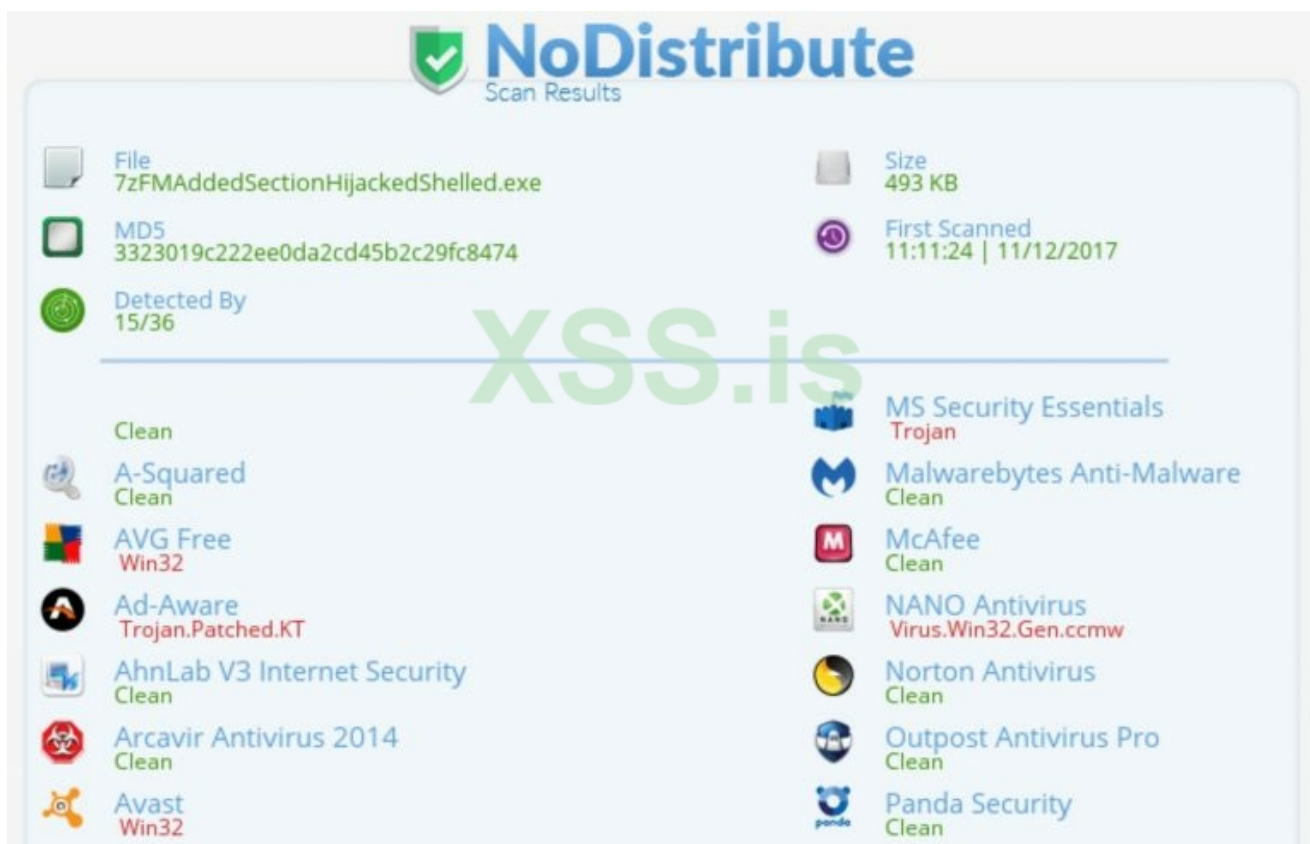 NoDistribute
Scan Results
File
7zFMAddedSectionHijackedShelled.exe
Size
493 KB
MD5
3323019c222ee0da2cd45b2c29fc8474
First Scanned
11:11:24 | 11/12/2017
Detected By
15/36
XSS.is
Clean
MS Security Essentials
Trojan
A-Squared
Clean
Malwarebytes Anti-Malware
Clean
AVG Free
Win32
McAfee
Clean
Ad-Aware
Trojan.Patched.KT
NANO Antivirus
Virus.Win32.Gen.ccmw
AhnLab V3 Internet Security
Clean
Norton Antivirus
Clean
Arcavir Antivirus 2014
Clean
Outpost Antivirus Pro
Clean
Avast
Win32
Panda Security
Clean
M
NANO
panda